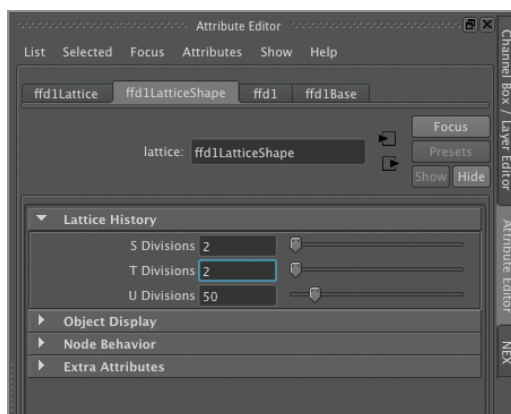 Attribute Editor
List Selected Focus Attributes Show Help
ffd1Lattice ffd1LatticeShape ffd1 ffd1Base
lattice: ffd1LatticeShape
Focus
Presets
Show Hide
Lattice History
S Divisions 2
T Divisions 2
U Divisions 50
Object Display
Node Behavior
Extra Attributes
Channel Box / Layer Editor
Attribute Editor
NEX